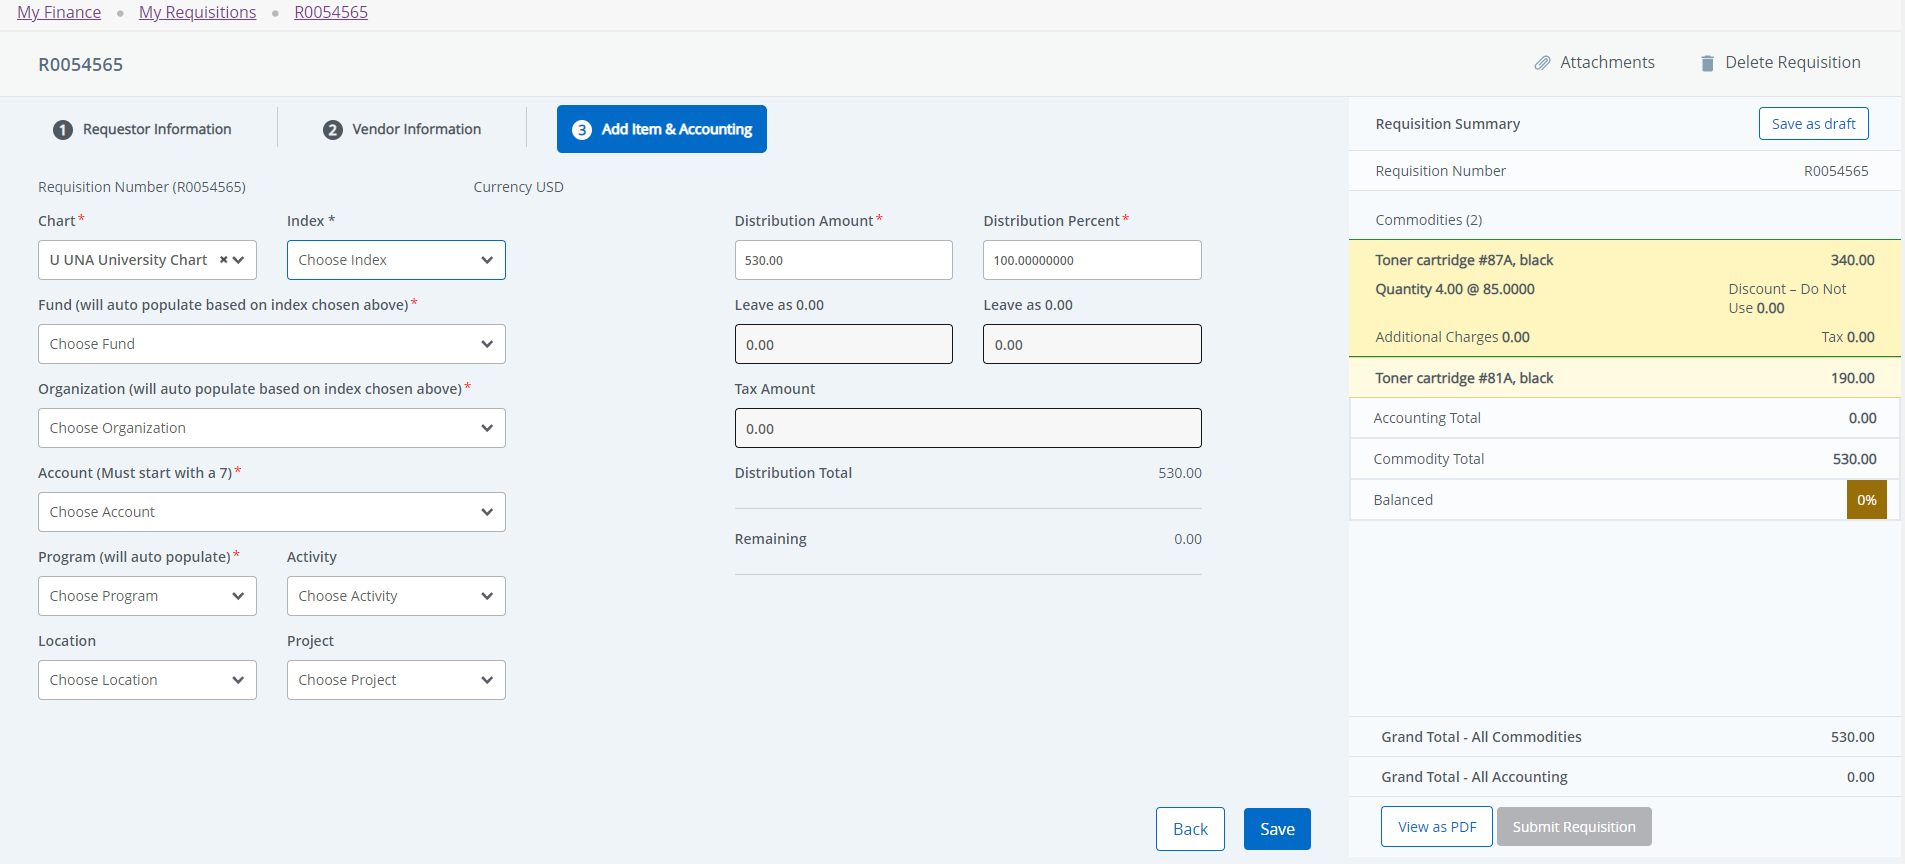 My Finance • My Requisitions • R0054565
R0054565
Attachments
Delete Requisition
1 Requestor Information
2 Vendor Information
3 Add Item & Accounting
Requisition Number (R0054565)
Currency USD
Chart*
Index *
U UNA University Chart
Choose Index
Fund (will auto populate based on index chosen above)*
Choose Fund
Organization (will auto populate based on index chosen above)*
Choose Organization
Account (Must start with a 7)*
Choose Account
Program (will auto populate)*
Activity
Choose Program
Choose Activity
Location
Project
Choose Location
Choose Project
Distribution Amount*
Distribution Percent*
530.00
100.00000000
Leave as 0.00
Leave as 0.00
0.00
0.00
Tax Amount
0.00
Distribution Total 530.00
Remaining 0.00
Back
Save
Requisition Summary
Save as draft
Requisition Number R0054565
Commodities (2)
Toner cartridge #87A, black 340.00
Quantity 4.00 @ 85.0000
Discount – Do Not
Use 0.00
Additional Charges 0.00
Tax 0.00
Toner cartridge #81A, black 190.00
Accounting Total 0.00
Commodity Total 530.00
Balanced 0%
Grand Total - All Commodities 530.00
Grand Total - All Accounting 0.00
View as PDF
Submit Requisition